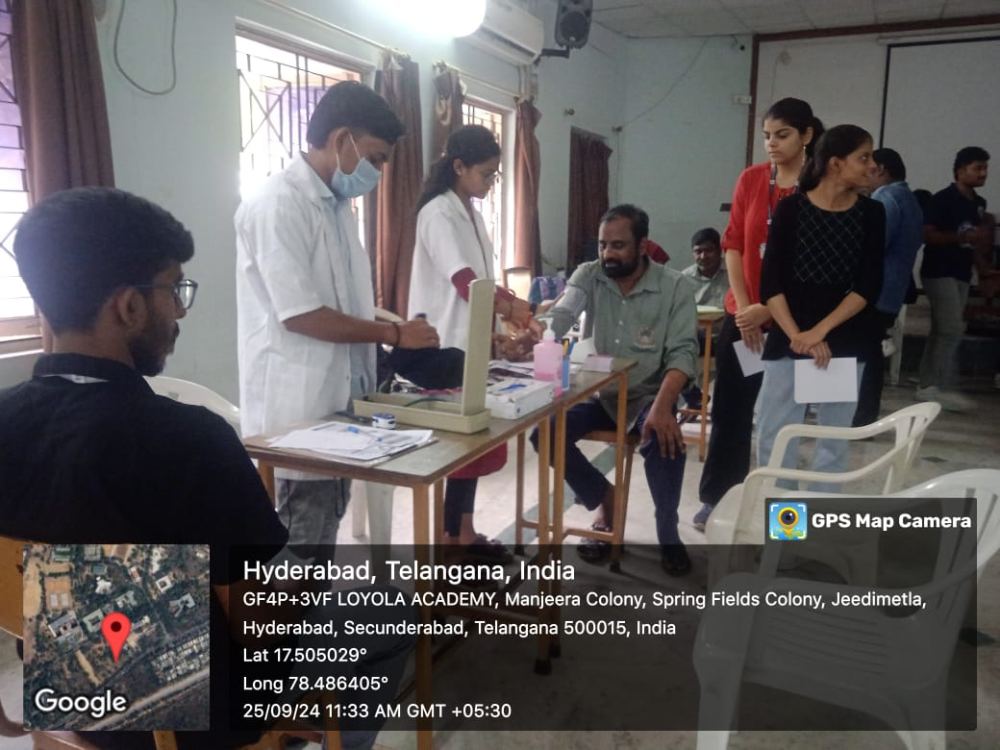 GPS Map Camera
Hyderabad, Telangana, India
GF4P+3VF LOYOLA ACADEMY, Manjeera Colony, Spring Fields Colony, Jeedimetla,
Hyderabad, Secunderabad, Telangana 500015, India
Lat 17.505029°
Long 78.486405°
25/09/24 11:33 AM GMT +05:30
Google